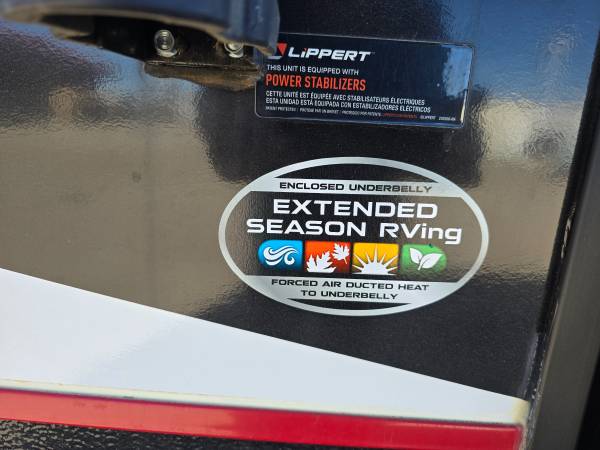 LiPPERT
THIS UNIT IS EQUIPPED WITH
POWER STABILIZERS
CETTE UNITÉ EST ÉQUIPÉE AVEC STABILISATEURS ÉLECTRIQUES
ESTA UNIDAD ESTÁ EQUIPADA CON ESTABILIZADORES ELÉCTRICOS
ENCLOSED UNDERBELLY
EXTENDED
SEASON RVing
FORCED AIR DUCTED HEAT
TO UNDERBELLY